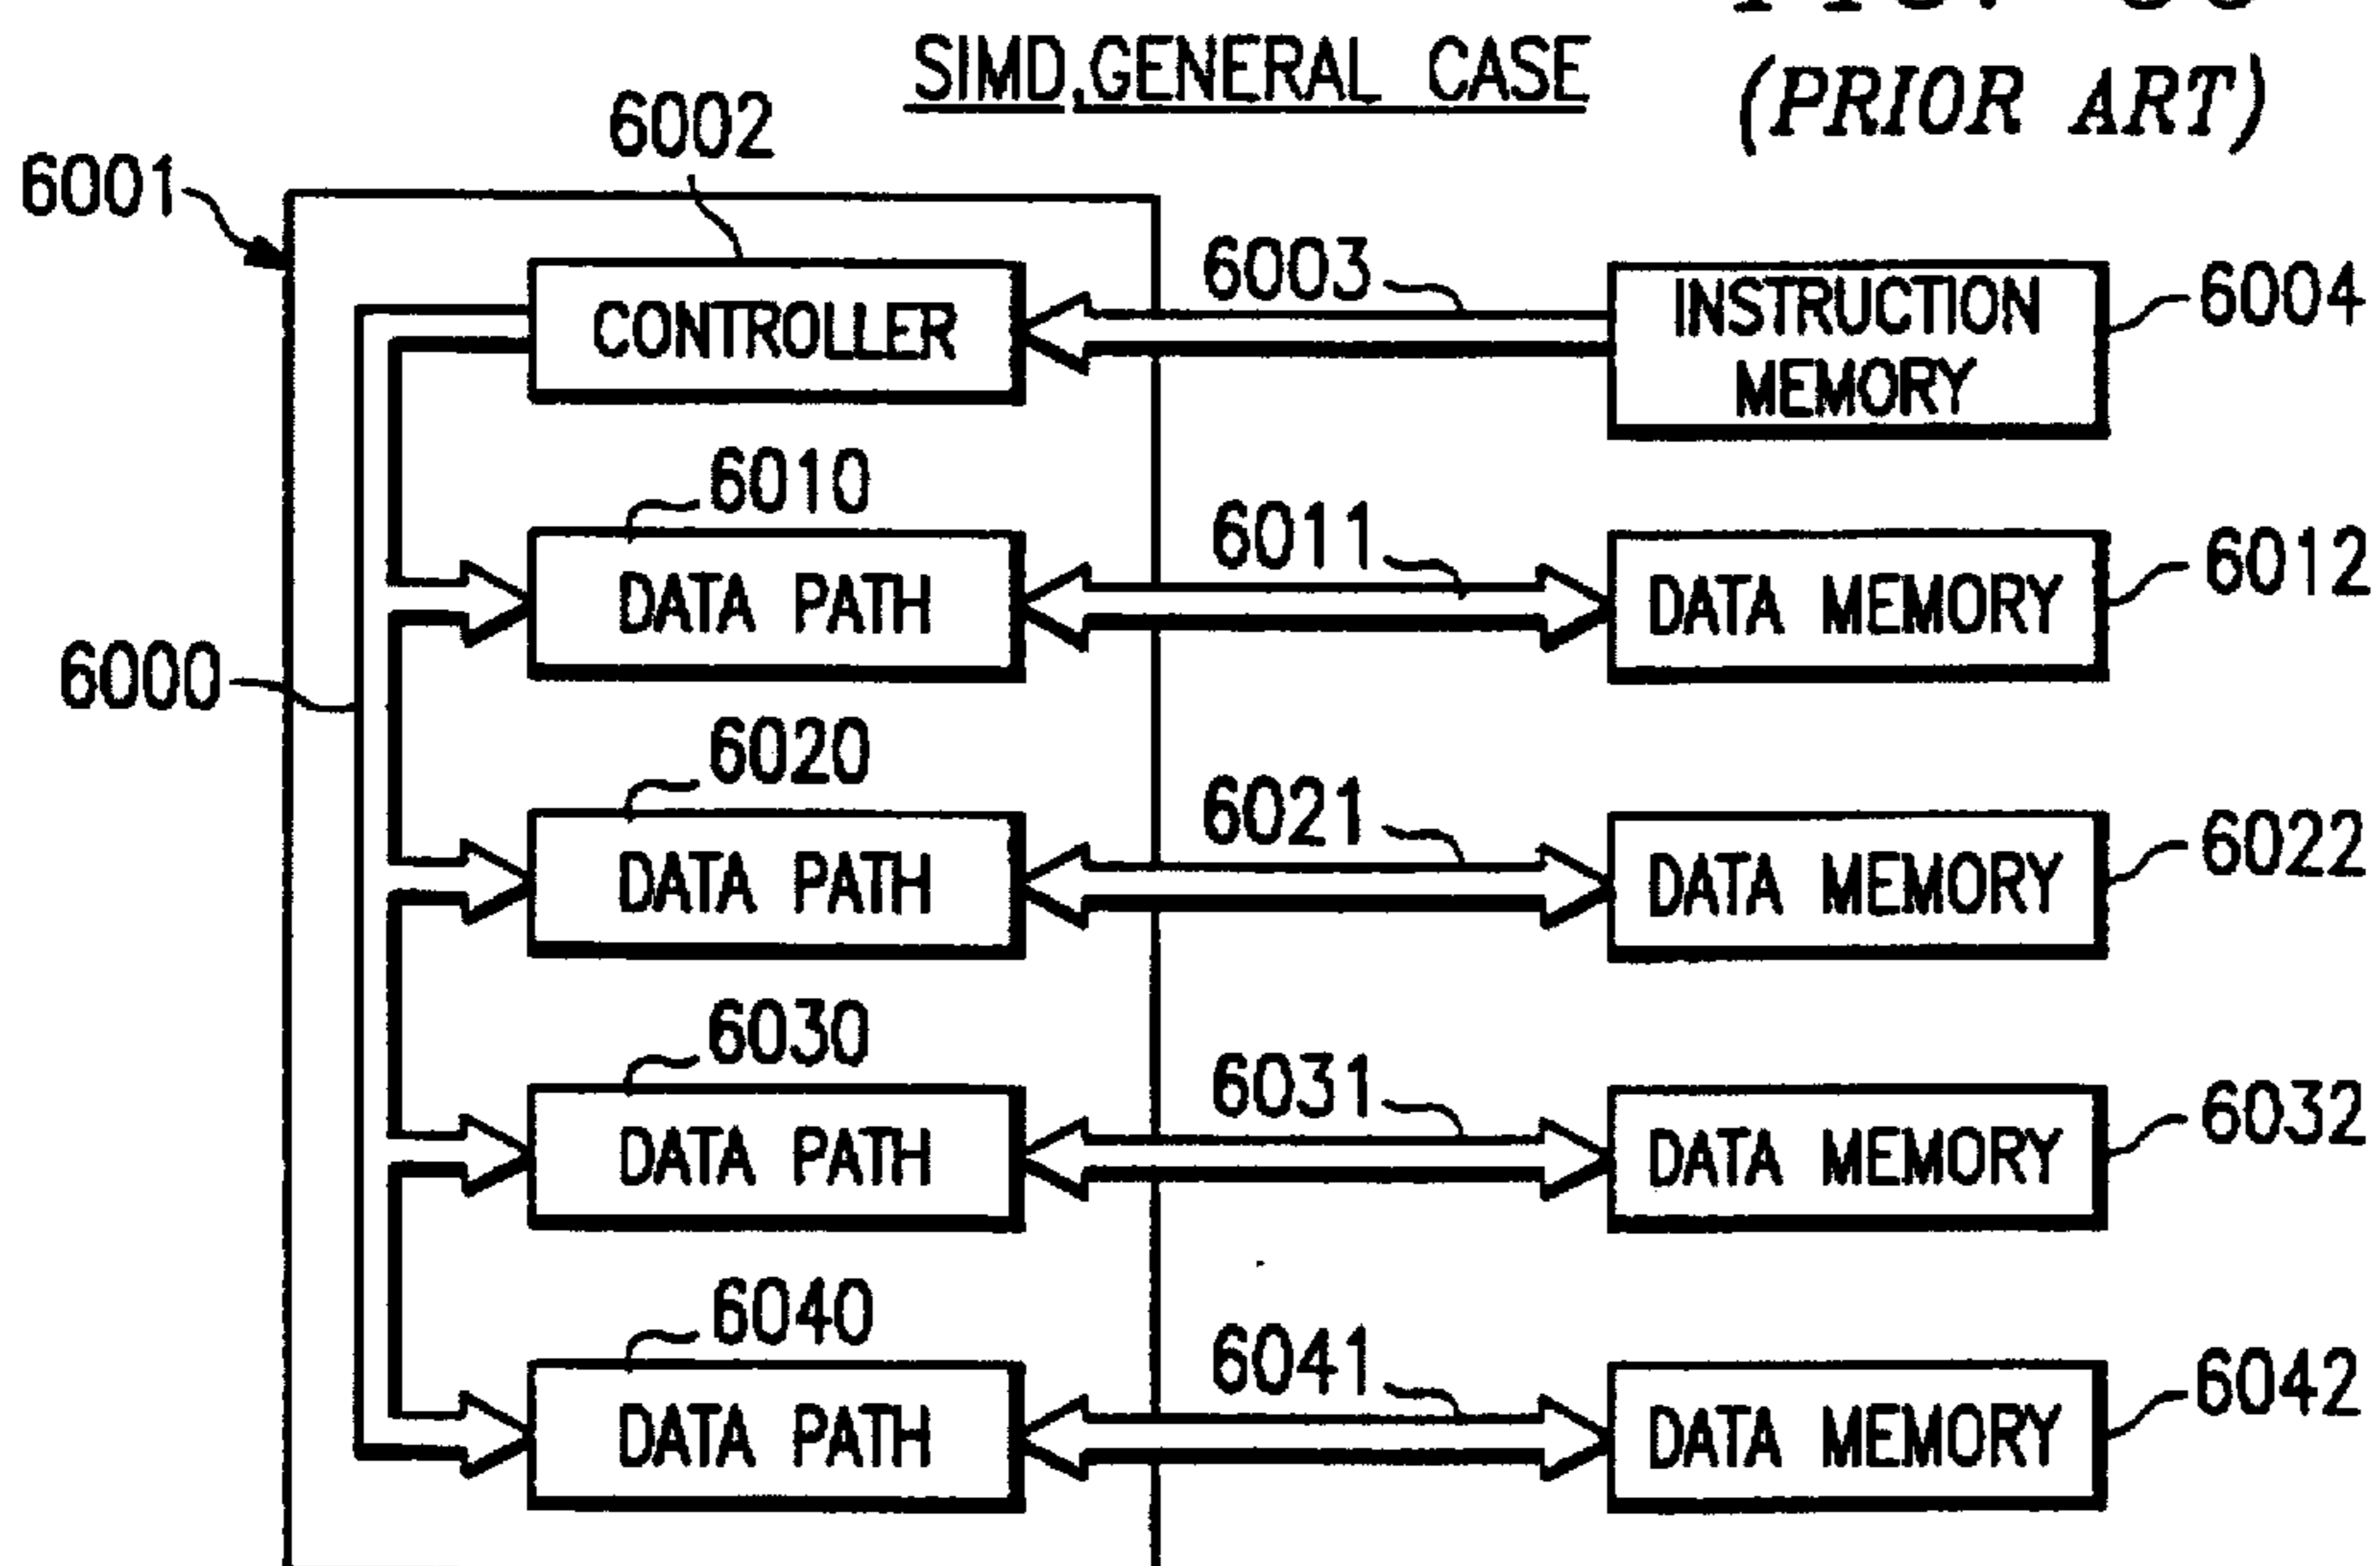 SIMD,GENERAL CASE
(PRIOR ART)
6002
6001
6003
CONTROLLER
INSTRUCTION
MEMORY
6004
6010
6011
DATA PATH
DATA MEMORY
6012
6000
6020
6021
DATA PATH
DATA MEMORY
6022
6030
6031
DATA PATH
DATA MEMORY
6032
6040
6041
DATA PATH
DATA MEMORY
6042